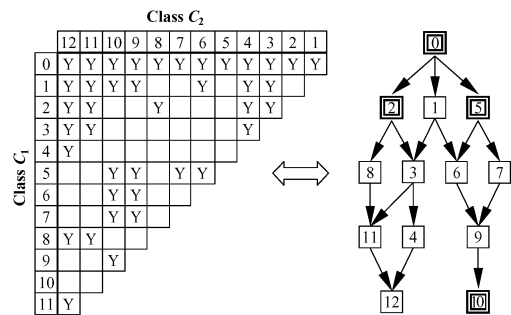 Class C2
12 11 10 9 8 7 6 5 4 3 2 1
Class C1
0 Y Y Y Y Y Y Y Y Y Y Y Y
1 Y Y Y Y Y Y Y
2 Y Y Y Y Y
3 Y Y Y
4 Y
5 Y Y Y Y
6 Y Y
7 Y Y
8 Y Y
9 Y
10
11 Y
0
2 1 5
8 3 6 7
11 4 9
12 10